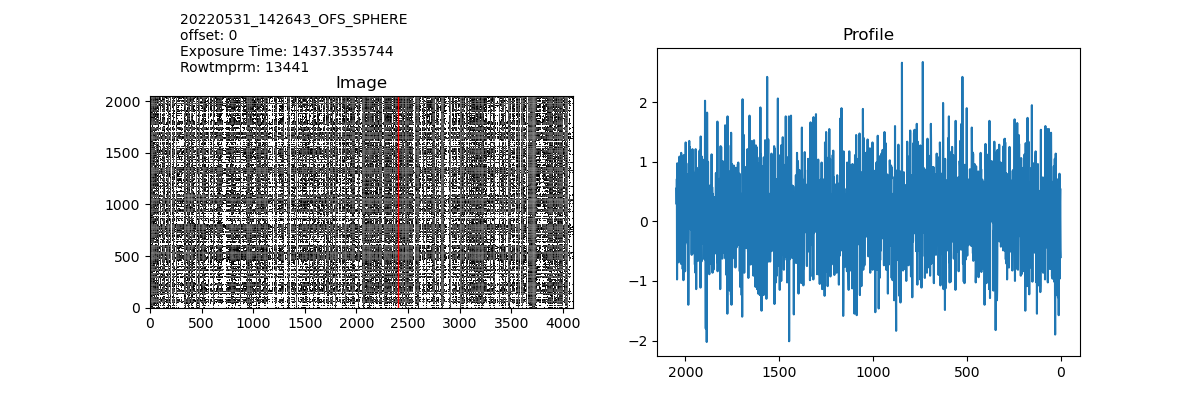 20220531_142643_OFS_SPHERE
offset: 0
Exposure Time: 1437.3535744
Rowtmprm: 13441
Image
2000
1500
1000
500
0
0 500 1000 1500 2000 2500 3000 3500 4000
Profile
2
1
0
−1
−2
2000 1500 1000 500 0